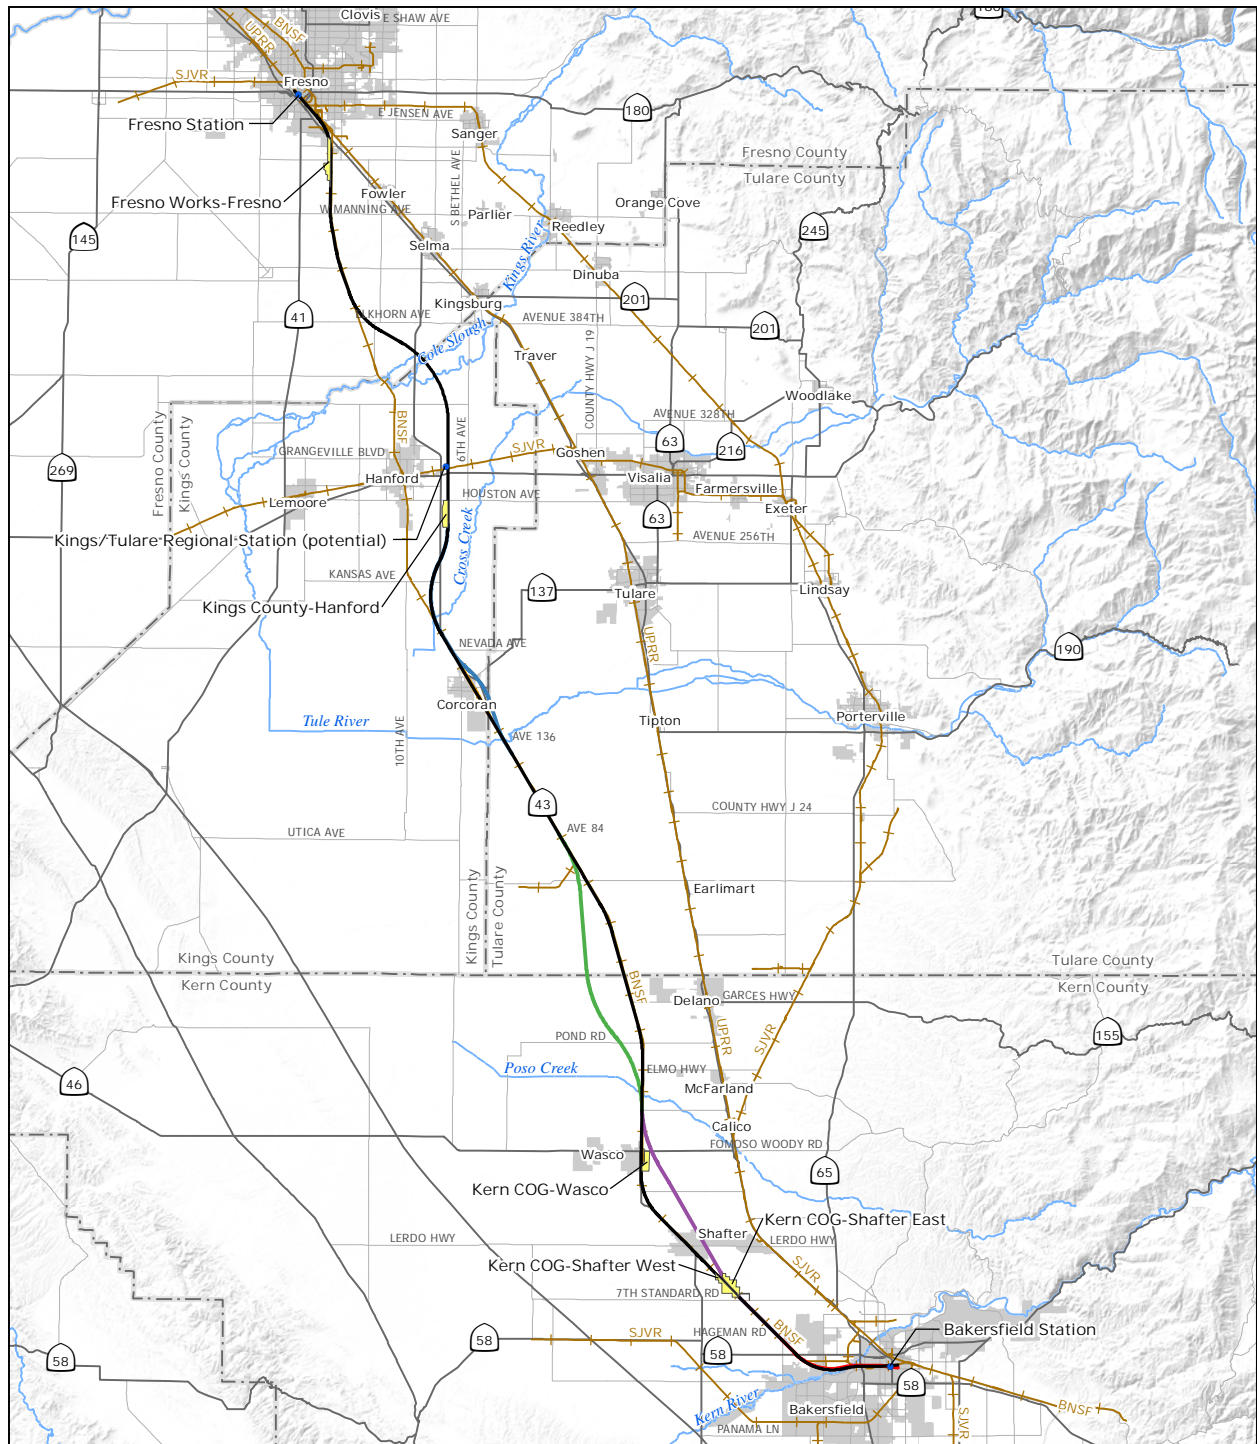 Clovis
E SHAW AVE
180
BNSF
UPRR
SJVR
Fresno
E JENSEN AVE
180
Fresno Station
Sanger
Fresno County
Tulare County
S BETHEL AVE
Fowler
Fresno Works-Fresno
W MANNING AVE
Parlier
Orange Cove
Reedley
245
145
Selma
Kings River
Dinuba
201
Kingsburg
41
ELKHORN AVE
AVENUE 384TH
201
Cole Slough
COUNTY HWY J 19
Traver
Woodlake
AVENUE 328TH
BNSF
6TH AVE
Fresno County
Kings County
63
216
SJVR
GRANGEVILLE BLVD
Goshen
269
Hanford
Visalia
Farmersville
HOUSTON AVE
Lemoore
Exeter
63
Kings/Tulare Regional Station (potential)
Cross Creek
AVENUE 256TH
KANSAS AVE
137
Lindsay
Tulare
Kings County-Hanford
NEVADA AVE
UPRR
190
Corcoran
Tule River
Tipton
Porterville
10TH AVE
AVE 136
43
COUNTY HWY J 24
UTICA AVE
AVE 84
Earlimart
Kings County
Tulare County
Kings County
Kern County
Tulare County
Kern County
BNSF
Delano
GARCES HWY
UPRR
SJVR
POND RD
155
Poso Creek
ELMO HWY
46
McFarland
Calico
FOMOSO WOODY RD
Wasco
65
Kern COG-Wasco
Kern COG-Shafter East
Shafter
LERDO HWY
LERDO HWY
Kern COG-Shafter West
SJVR
7TH STANDARD RD
BNSF
Bakersfield Station
SJVR
HAGEMAN RD
58
58
58
58
Kern River
Bakersfield
BNSF
SJVR
PANAMA LN